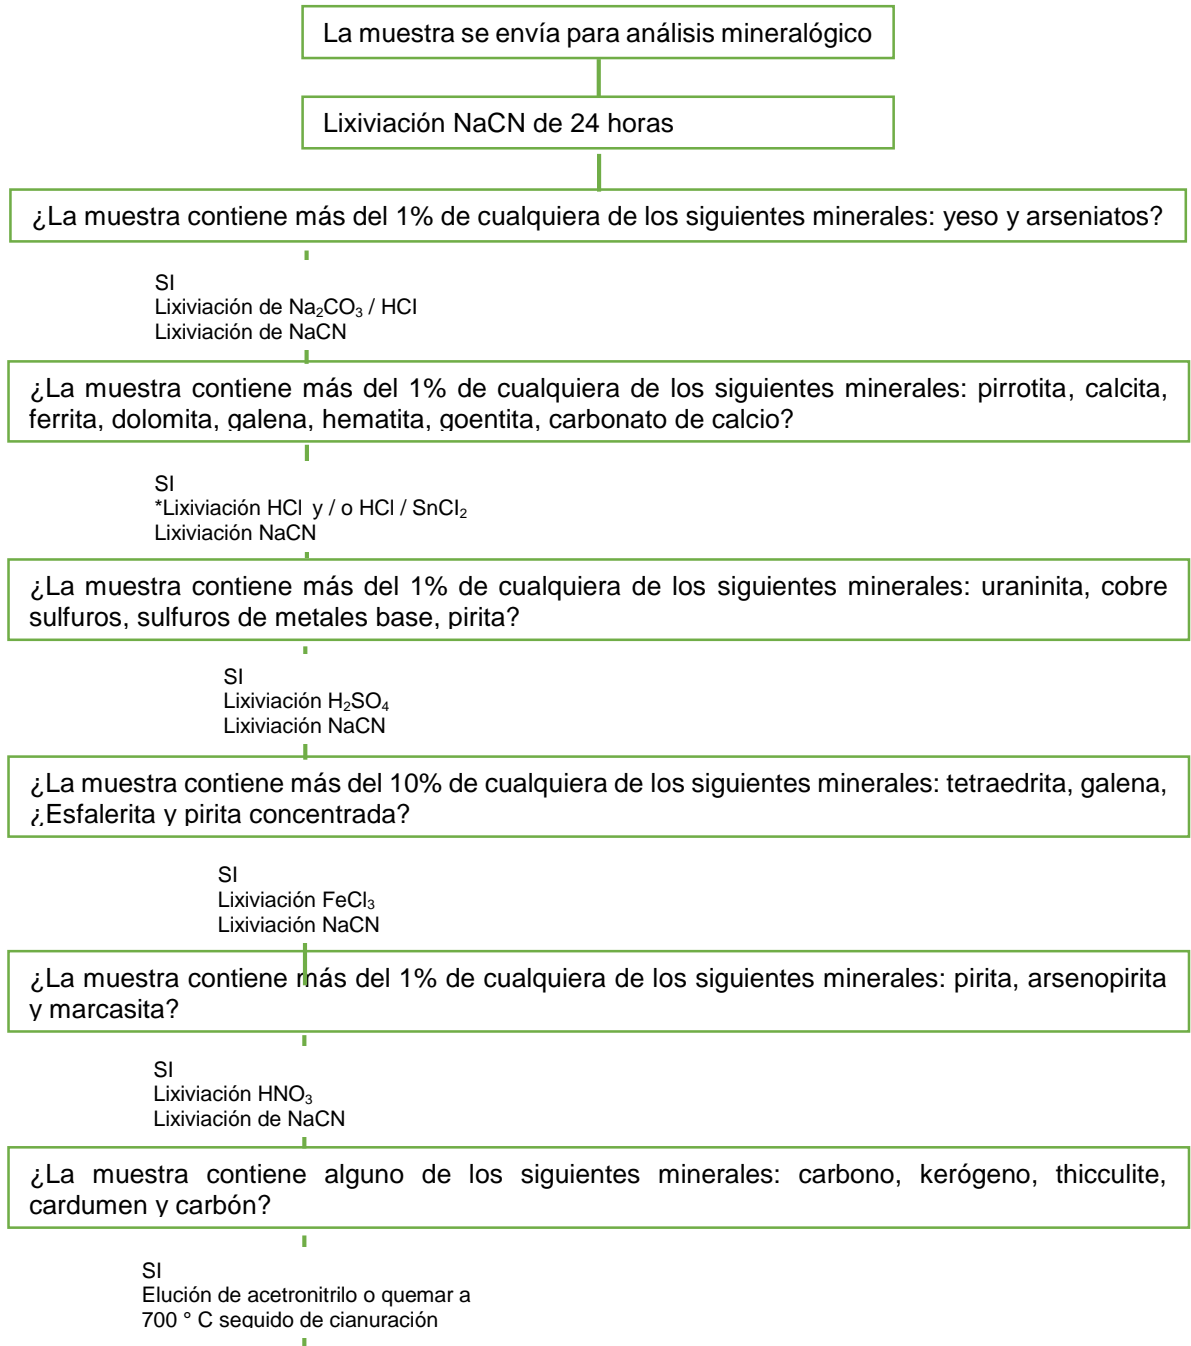 La muestra se envía para análisis mineralógico
Lixiviación NaCN de 24 horas
¿La muestra contiene más del 1% de cualquiera de los siguientes minerales: yeso y arseniatos?
SI
Lixiviación de Na₂CO₃ / HCl
Lixiviación de NaCN
¿La muestra contiene más del 1% de cualquiera de los siguientes minerales: pirrotita, calcita,
ferrita, dolomita, galena, hematita, goentita, carbonato de calcio?
SI
*Lixiviación HCl y / o HCl / SnCl₂
Lixiviación NaCN
¿La muestra contiene más del 1% de cualquiera de los siguientes minerales: uraninita, cobre
sulfuros, sulfuros de metales base, pirita?
SI
Lixiviación H₂SO₄
Lixiviación NaCN
¿La muestra contiene más del 10% de cualquiera de los siguientes minerales: tetraedrita, galena,
¿Esfalerita y pirita concentrada?
SI
Lixiviación FeCl₃
Lixiviación NaCN
¿La muestra contiene más del 1% de cualquiera de los siguientes minerales: pirita, arsenopirita
y marcasita?
SI
Lixiviación HNO₃
Lixiviación de NaCN
¿La muestra contiene alguno de los siguientes minerales: carbono, kerógeno, thicculite,
cardumen y carbón?
SI
Elución de acetronitrilo o quemar a
700 ° C seguido de cianuración